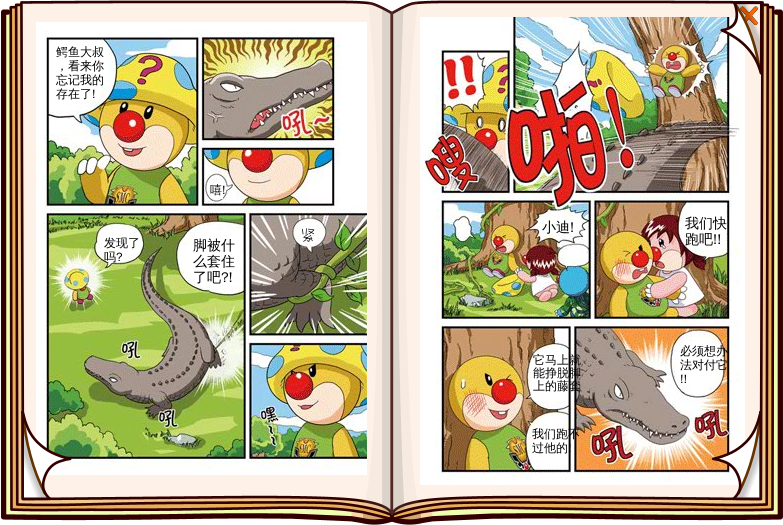 鳄鱼大叔
，看来你
忘记我的
存在了!
?
吼~
嘻!
发现了
吗?
脚被什
么套住
了吧?!
紧
吼
吼
嘿~~
!!
?
嗖
啪!
小迪!
我们快
跑吧!!
它马上就
能挣脱脚
上的藤套
我们跑不
过他的
必须想办
法对付它
!!
吼
吼